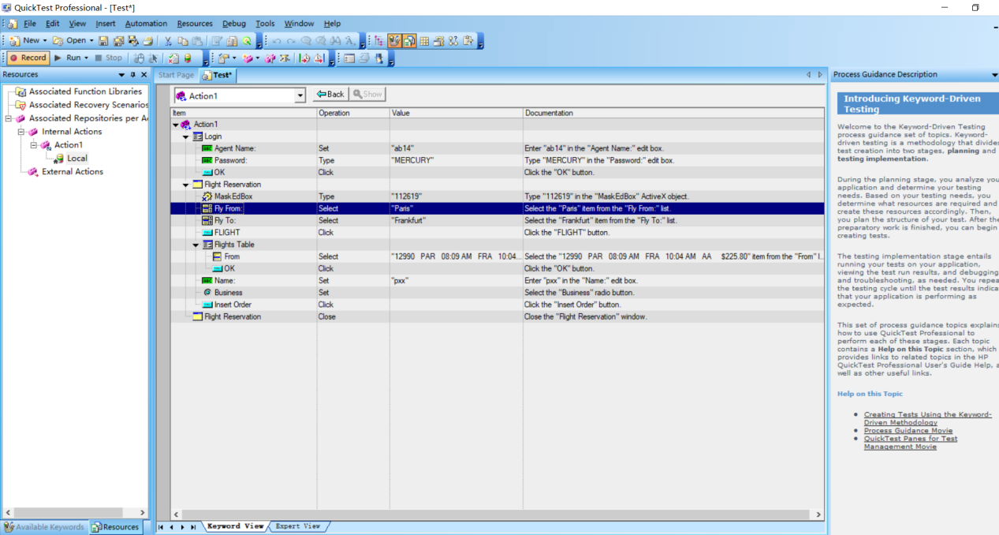 QuickTest Professional - [Test*]
File Edit View Insert Automation Resources Debug Tools Window Help
New Open
Record Run Stop
Resources
Associated Function Libraries
Associated Recovery Scenarios
Associated Repositories per A
Internal Actions
Action1
Local
External Actions
Available Keywords Resources
Start Page Test*
Action1 Back Show
Item Operation Value Documentation
Action1
Login
Agent Name: Set "ab14" Enter "ab14" in the "Agent Name:" edit box.
Password: Type "MERCURY" Type "MERCURY" in the "Password:" edit box.
OK Click Click the "OK" button.
Flight Reservation
MaskEdBox Type "112619" Type "112619" in the "MaskEdBox" ActiveX object.
Fly From: Select "Paris" Select the "Paris" item from the "Fly From:" list.
Fly To: Select "Frankfurt" Select the "Frankfurt" item from the "Fly To:" list.
FLIGHT Click Click the "FLIGHT" button.
Flights Table
From Select "12990 PAR 08:09 AM FRA 10:04... Select the "12990 PAR 08:09 AM FRA 10:04 AM AA $225.80" item from the "From" l...
OK Click Click the "OK" button.
Name: Set "pxx" Enter "pxx" in the "Name:" edit box.
Business Set Select the "Business" radio button.
Insert Order Click Click the "Insert Order" button.
Flight Reservation Close Close the "Flight Reservation" window.
Keyword View Expert View
Process Guidance Description
Introducing Keyword-Driven
Testing
Welcome to the Keyword-Driven Testing
process guidance set of topics. Keyword-
driven testing is a methodology that divides
test creation into two stages, planning and
testing implementation.
During the planning stage, you analyze you
application and determine your testing
needs. Based on your testing needs, you
determine what resources are required and
create these resources accordingly. Then,
you plan the structure of your test. After the
preparatory work is finished, you can begin
creating tests.
The testing implementation stage entails
running your tests on your application,
viewing the test run results, and debugging
and troubleshooting, as needed. You repea
the testing cycle until the test results indica
that your application is performing as
expected.
This set of process guidance topics explains
how to use QuickTest Professional to
perform each of these stages. Each topic
contains a Help on this Topic section, which
provides links to related topics in the HP
QuickTest Professional User's Guide Help, a
well as other useful links.
Help on this Topic
Creating Tests Using the Keyword-
Driven Methodology
Process Guidance Movie
QuickTest Panes for Test
Management Movie